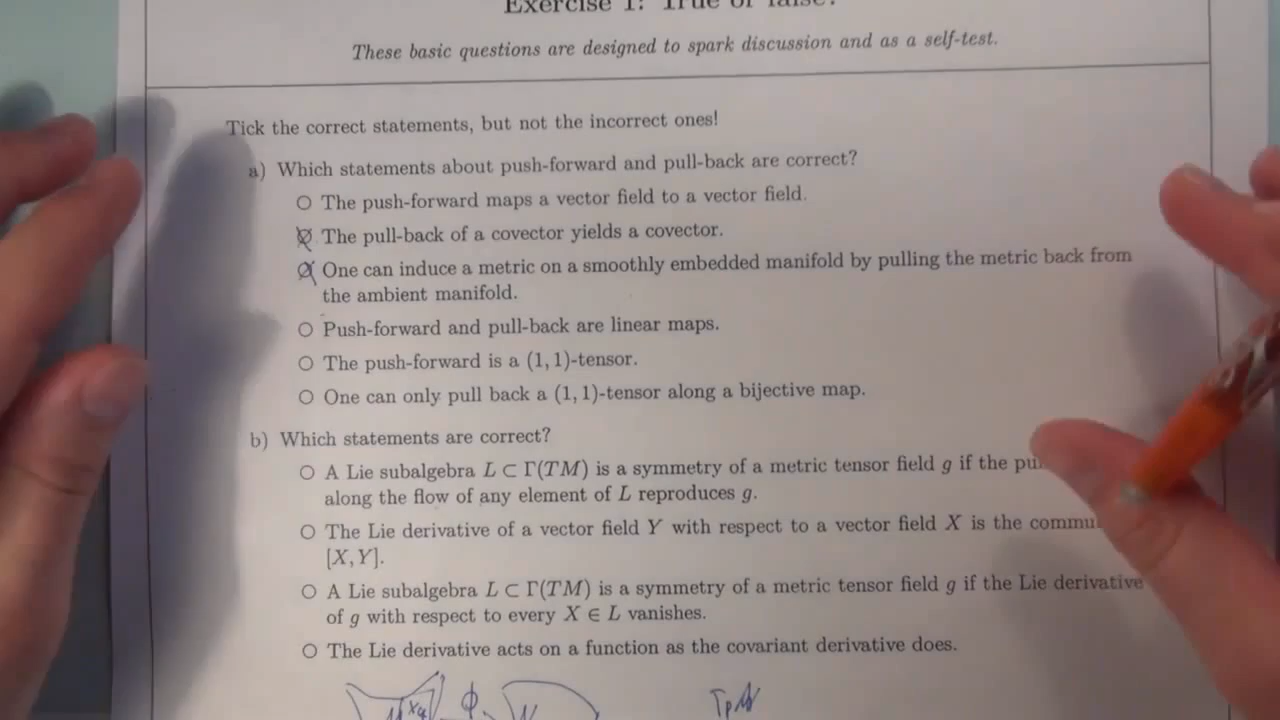 Exercise 1: True or false?
These basic questions are designed to spark discussion and as a self-test.
Tick the correct statements, but not the incorrect ones!
a) Which statements about push-forward and pull-back are correct?
The push-forward maps a vector field to a vector field.
The pull-back of a covector yields a covector.
One can induce a metric on a smoothly embedded manifold by pulling the metric back from
the ambient manifold.
Push-forward and pull-back are linear maps.
The push-forward is a (1, 1)-tensor.
One can only pull back a (1, 1)-tensor along a bijective map.
b) Which statements are correct?
A Lie subalgebra L ⊂ Γ(TM) is a symmetry of a metric tensor field g if the
along the flow of any element of L reproduces g.
The Lie derivative of a vector field Y with respect to a vector field X is the
[X, Y].
A Lie subalgebra L ⊂ Γ(TM) is a symmetry of a metric tensor field g if the Lie derivative
of g with respect to every X ∈ L vanishes.
The Lie derivative acts on a function as the covariant derivative does.
ϕ